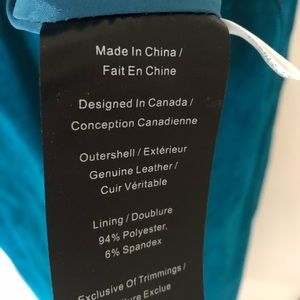 Made In China /
Fait En Chine
Designed In Canada /
Conception Canadienne
Outershell / Extérieur
Genuine Leather /
Cuir Véritable
Lining / Doublure
94% Polyester,
6% Spandex
Exclusive Of Trimmings /
Exclue